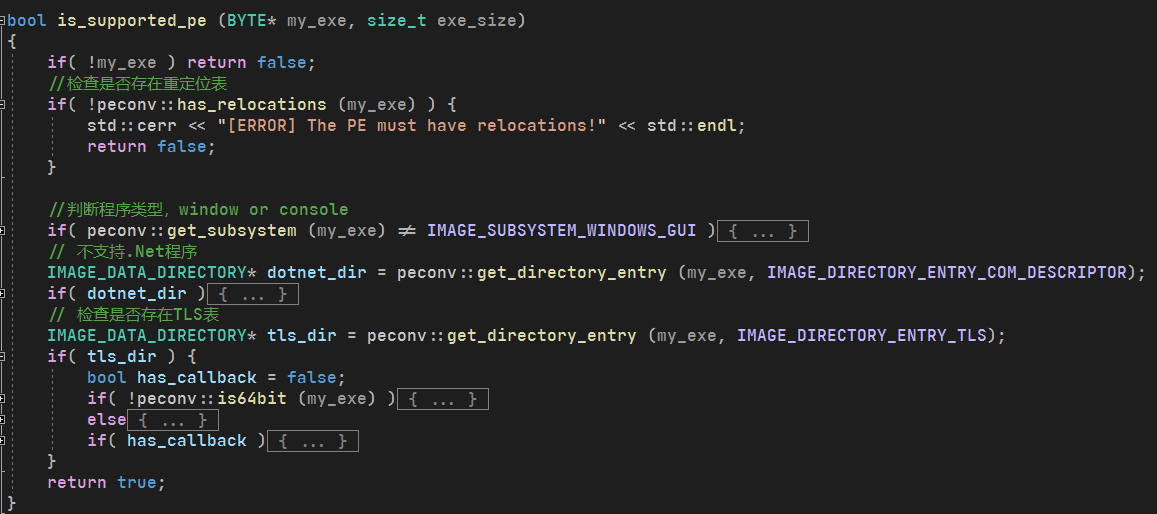 bool is_supported_pe (BYTE* my_exe, size_t exe_size)
{
if( !my_exe ) return false;
//检查是否存在重定位表
if( !peconv::has_relocations (my_exe) ) {
std::cerr << "[ERROR] The PE must have relocations!" << std::endl;
return false;
}
//判断程序类型，window or console
if( peconv::get_subsystem (my_exe) ≠ IMAGE_SUBSYSTEM_WINDOWS_GUI ){ ... }
// 不支持.Net程序
IMAGE_DATA_DIRECTORY* dotnet_dir = peconv::get_directory_entry (my_exe, IMAGE_DIRECTORY_ENTRY_COM_DESCRIPTOR);
if( dotnet_dir ){ ... }
// 检查是否存在TLS表
IMAGE_DATA_DIRECTORY* tls_dir = peconv::get_directory_entry (my_exe, IMAGE_DIRECTORY_ENTRY_TLS);
if( tls_dir ) {
bool has_callback = false;
if( !peconv::is64bit (my_exe) ){ ... }
else{ ... }
if( has_callback ){ ... }
}
return true;
}